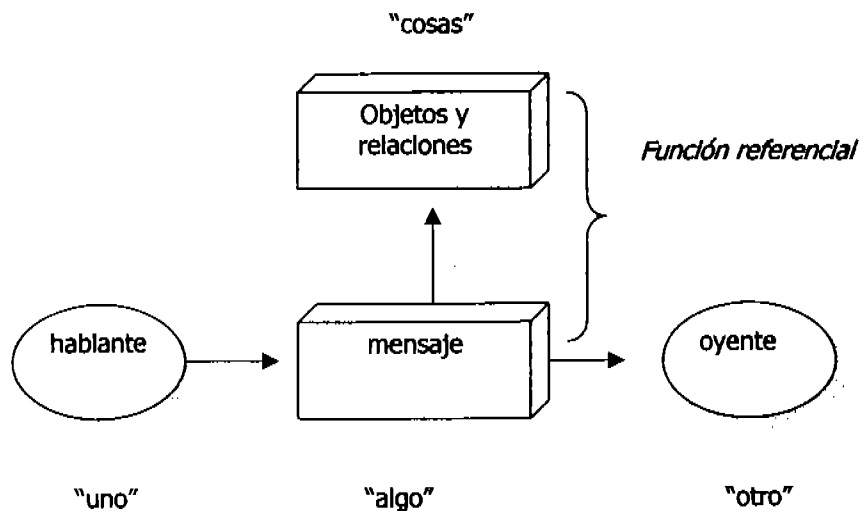 "cosas"
Objetos y
relaciones
Función referencial
hablante
mensaje
oyente
"uno"
"algo"
"otro"